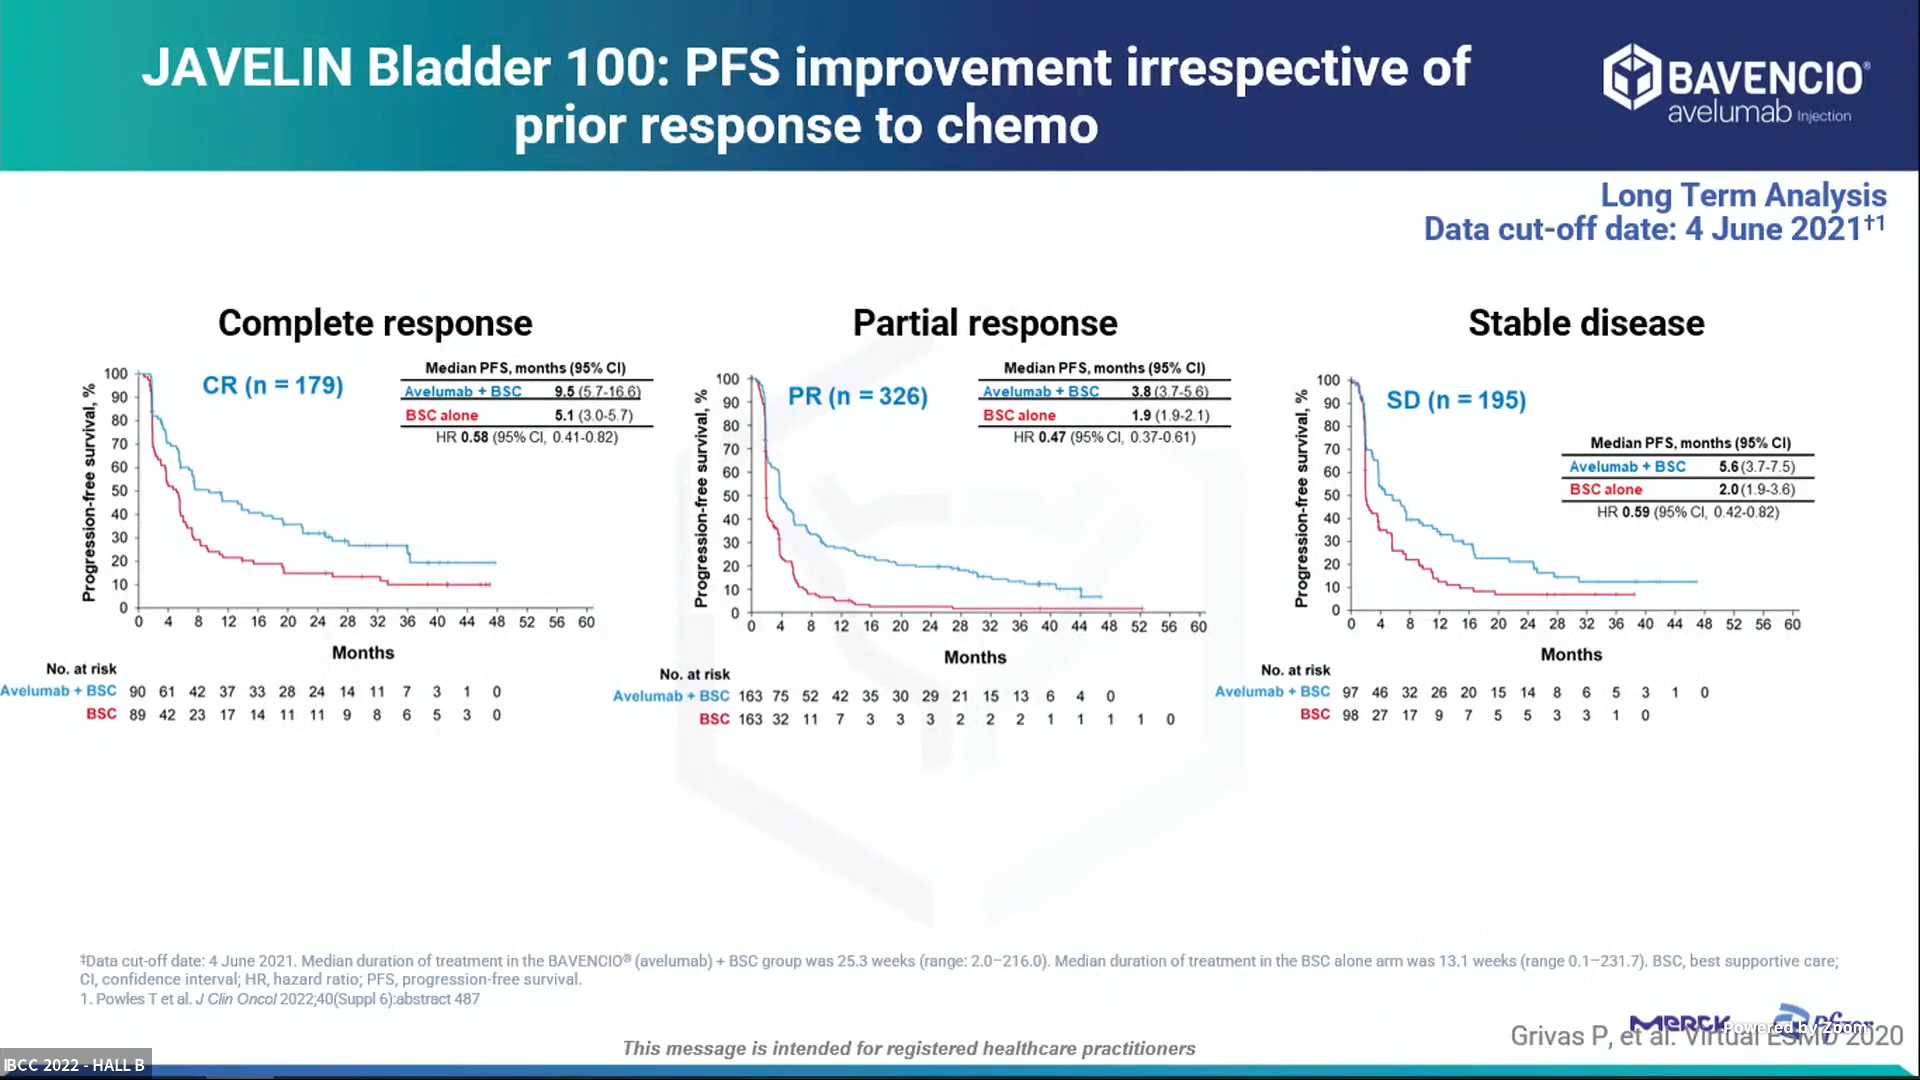 JAVELIN Bladder 100: PFS improvement irrespective of
prior response to chemo
BAVENCIO®
avelumab Injection
Long Term Analysis
Data cut-off date: 4 June 2021†1
Complete response
CR (n = 179)
Median PFS, months (95% CI)
Avelumab + BSC 9.5 (5.7-16.6)
BSC alone 5.1 (3.0-5.7)
HR 0.58 (95% CI, 0.41-0.82)
Progression-free survival, %
100
90
80
70
60
50
40
30
20
10
0
0 4 8 12 16 20 24 28 32 36 40 44 48 52 56 60
Months
No. at risk
Avelumab + BSC 90 61 42 37 33 28 24 14 11 7 3 1 0
BSC 89 42 23 17 14 11 11 9 8 6 5 3 0
Partial response
PR (n = 326)
Median PFS, months (95% CI)
Avelumab + BSC 3.8 (3.7-5.6)
BSC alone 1.9 (1.9-2.1)
HR 0.47 (95% CI, 0.37-0.61)
Progression-free survival, %
100
90
80
70
60
50
40
30
20
10
0
0 4 8 12 16 20 24 28 32 36 40 44 48 52 56 60
Months
No. at risk
Avelumab + BSC 163 75 52 42 35 30 29 21 15 13 6 4 0
BSC 163 32 11 7 3 3 3 2 2 2 1 1 1 1 0
Stable disease
SD (n = 195)
Median PFS, months (95% CI)
Avelumab + BSC 5.6 (3.7-7.5)
BSC alone 2.0 (1.9-3.6)
HR 0.59 (95% CI, 0.42-0.82)
Progression-free survival, %
100
90
80
70
60
50
40
30
20
10
0
0 4 8 12 16 20 24 28 32 36 40 44 48 52 56 60
Months
No. at risk
Avelumab + BSC 97 46 32 26 20 15 14 8 6 5 3 1 0
BSC 98 27 17 9 7 5 5 3 3 1 0
‡Data cut-off date: 4 June 2021. Median duration of treatment in the BAVENCIO® (avelumab) + BSC group was 25.3 weeks (range: 2.0–216.0). Median duration of treatment in the BSC alone arm was 13.1 weeks (range 0.1–231.7). BSC, best supportive care;
CI, confidence interval; HR, hazard ratio; PFS, progression-free survival.
1. Powles T et al. J Clin Oncol 2022;40(Suppl 6):abstract 487
MERCK Pfizer
Powered by Zoom
Grivas P, et al. Virtual ESMO 2020
This message is intended for registered healthcare practitioners
IBCC 2022 - HALL B